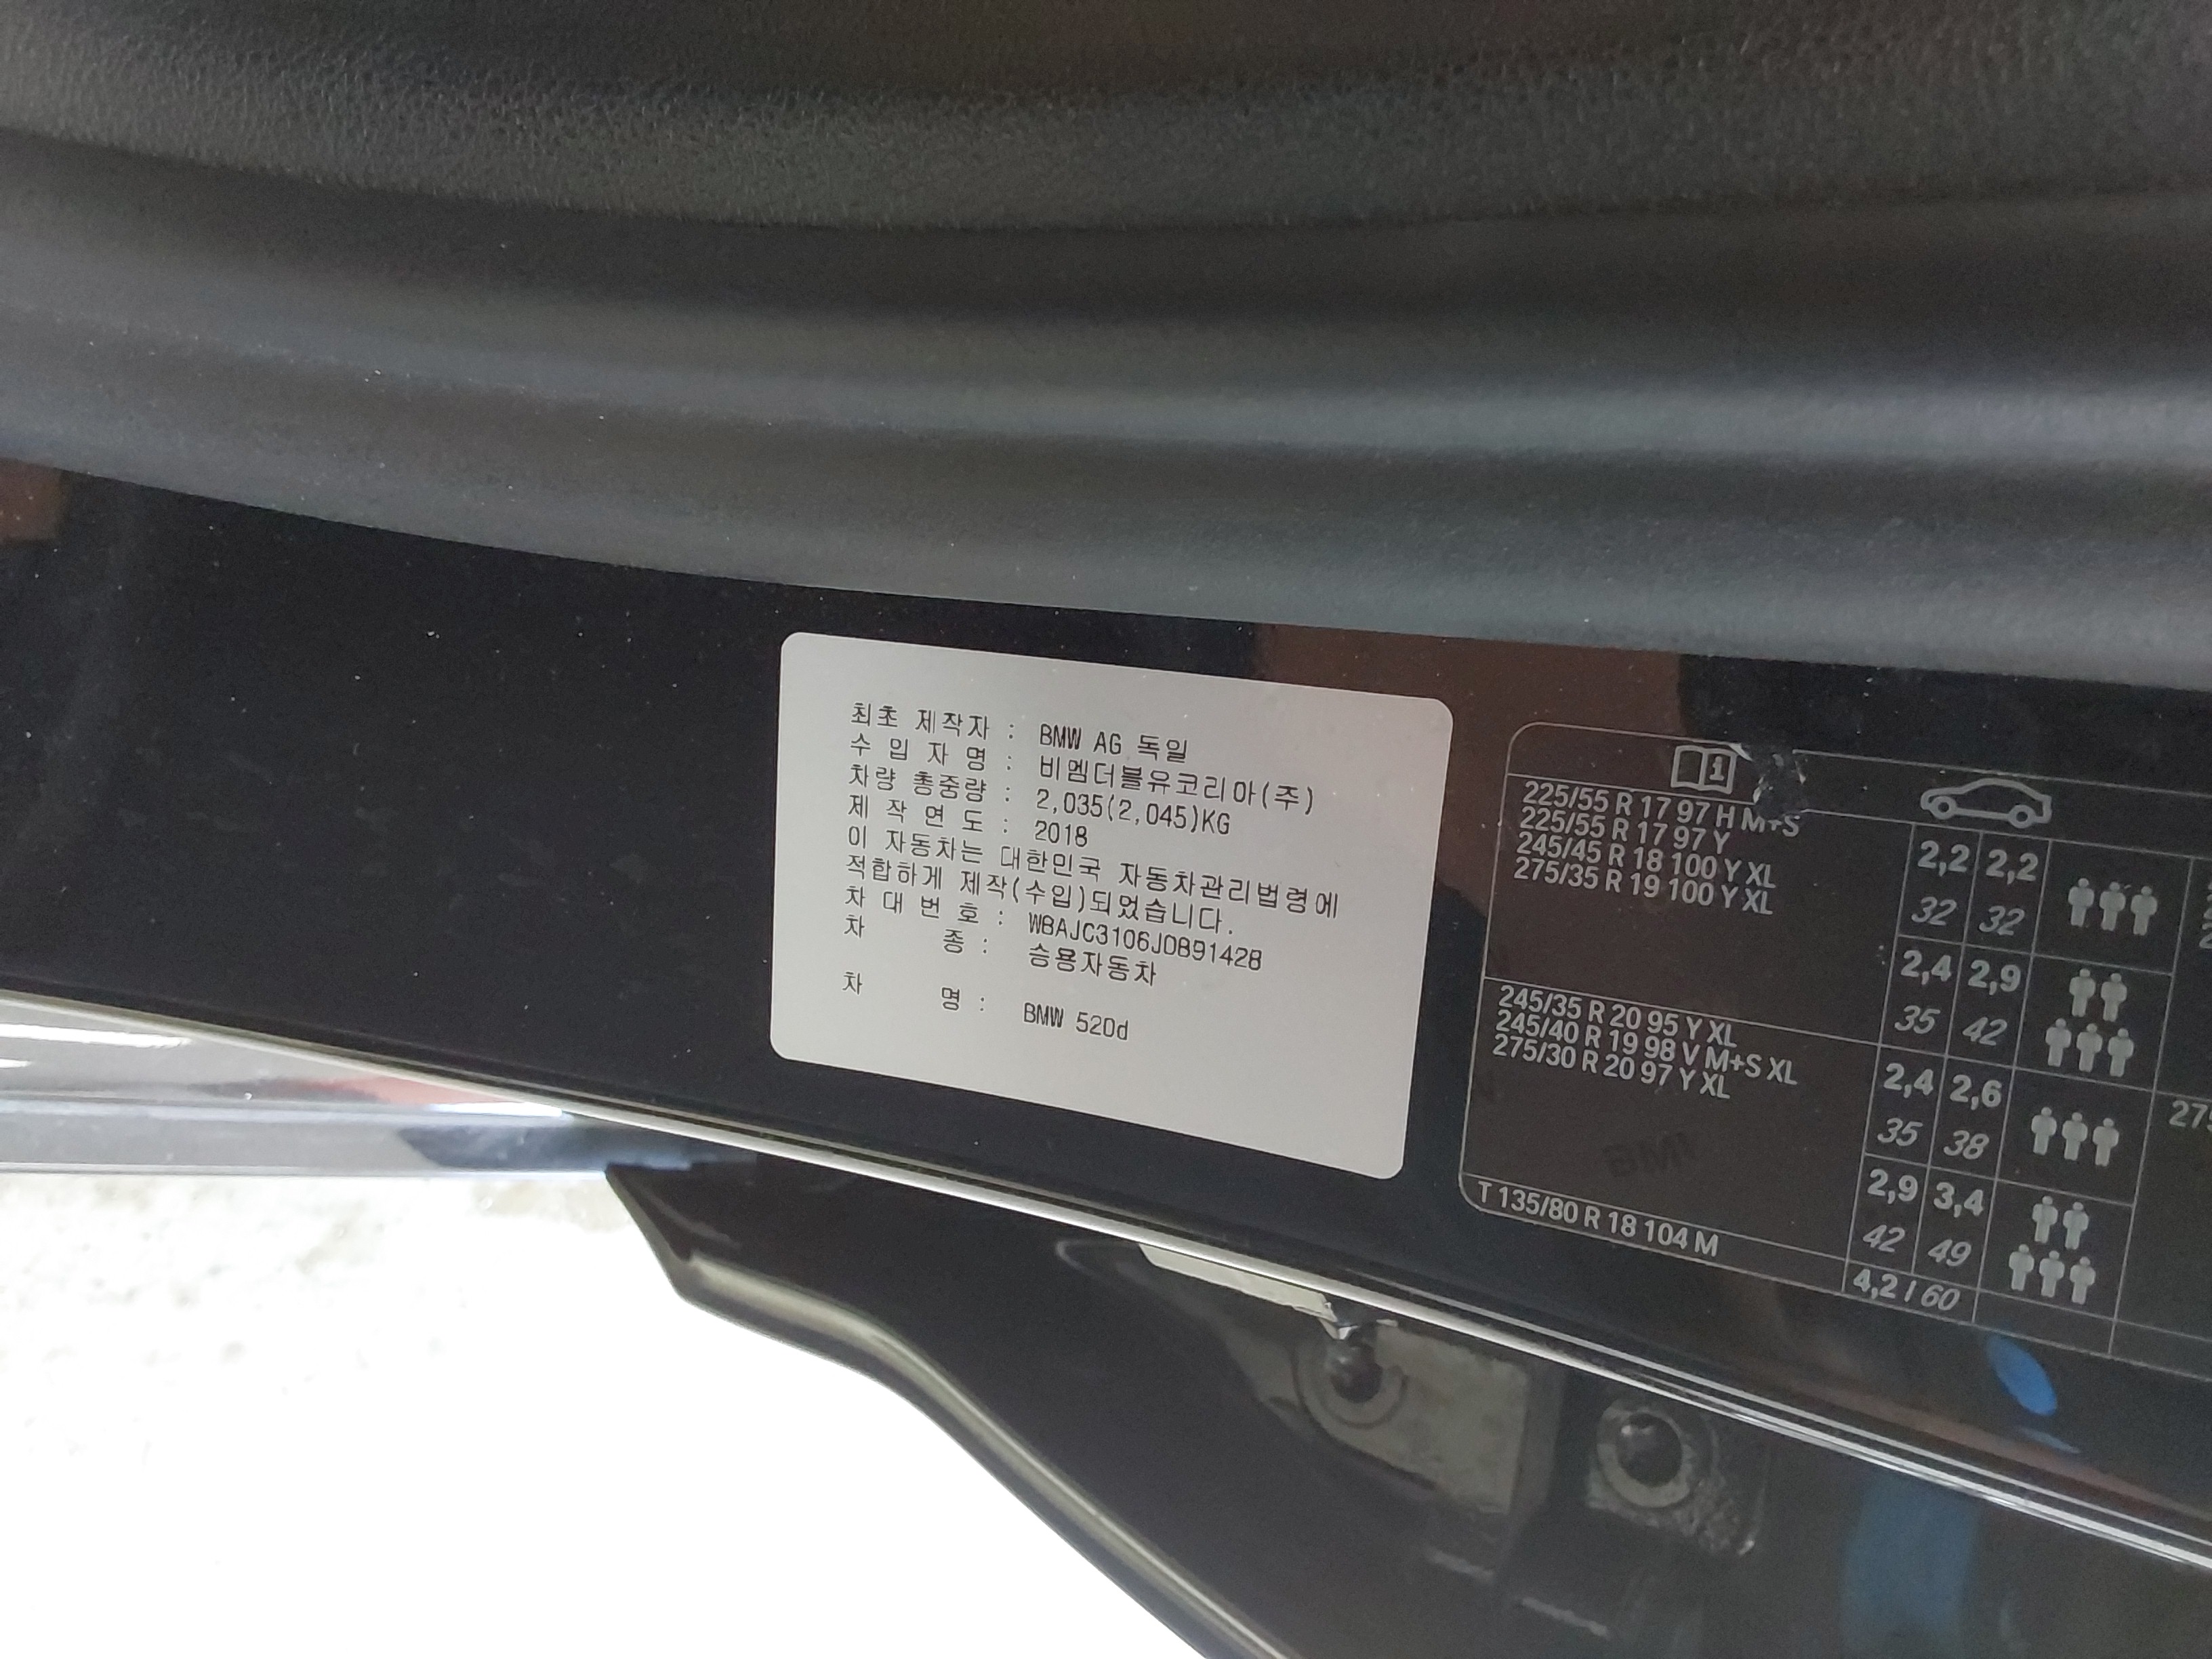 최초 제작자 : BMW AG 독일
수 입 자 명 : 비엠더블유코리아(주)
차량 총중량 : 2,035(2,045)KG
제 작 연 도 : 2018
이 자동차는 대한민국 자동차관리법령에
적합하게 제작(수입)되었습니다.
차 대 번 호 : WBAJC3106J0891428
차 종 : 승용자동차
차 명 : BMW 520d
225/55 R 17 97 H M+S
225/55 R 17 97 Y
245/45 R 18 100 Y XL
275/35 R 19 100 Y XL
2,2 2,2
32 32
2,4 2,9
35 42
245/35 R 20 95 Y XL
245/40 R 19 98 V M+S XL
275/30 R 20 97 Y XL
2,4 2,6
35 38
2,9 3,4
42 49
T 135/80 R 18 104 M
4,2 / 60